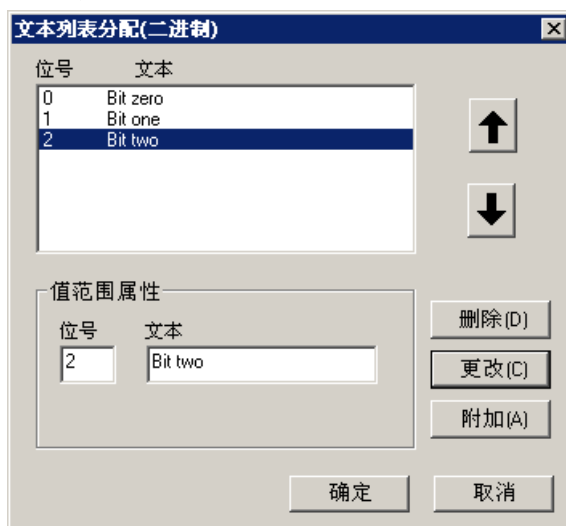 文本列表分配(二进制)
位号 文本
0 Bit zero
1 Bit one
2 Bit two
值范围属性
位号 文本
2 Bit two
删除(D)
更改(C)
附加(A)
确定 取消